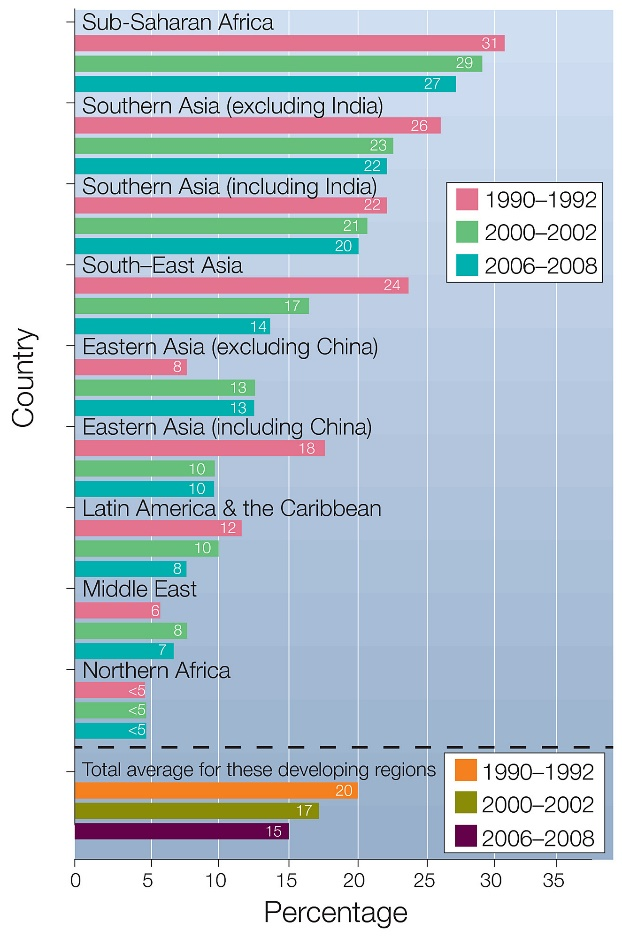 Sub-Saharan Africa
31
29
27
Southern Asia (excluding India)
26
23
22
Southern Asia (including India)
22
21
20
South–East Asia
24
17
14
Eastern Asia (excluding China)
8
13
13
Eastern Asia (including China)
18
10
10
Latin America & the Caribbean
12
10
8
Middle East
6
8
7
Northern Africa
<5
<5
<5
1990–1992
2000–2002
2006–2008
Country
Total average for these developing regions
20
17
15
1990–1992
2000–2002
2006–2008
0 5 10 15 20 25 30 35
Percentage